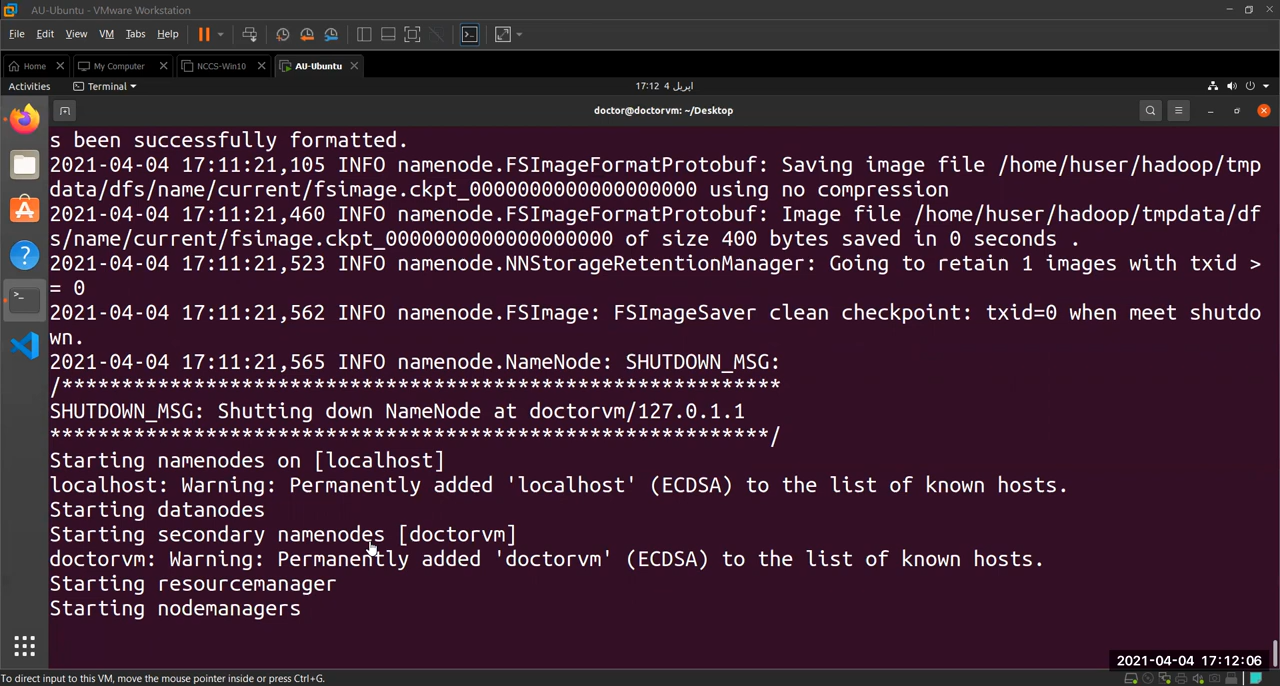 AU-Ubuntu - VMware Workstation
File Edit View VM Tabs Help
Home My Computer NCCS-Win10 AU-Ubuntu
Activities Terminal 17:12 4 اپریل
doctor@doctorvm: ~/Desktop
s been successfully formatted.
2021-04-04 17:11:21,105 INFO namenode.FSImageFormatProtobuf: Saving image file /home/huser/hadoop/tmp
data/dfs/name/current/fsimage.ckpt_0000000000000000000 using no compression
2021-04-04 17:11:21,460 INFO namenode.FSImageFormatProtobuf: Image file /home/huser/hadoop/tmpdata/df
s/name/current/fsimage.ckpt_0000000000000000000 of size 400 bytes saved in 0 seconds .
2021-04-04 17:11:21,523 INFO namenode.NNStorageRetentionManager: Going to retain 1 images with txid >
= 0
2021-04-04 17:11:21,562 INFO namenode.FSImage: FSImageSaver clean checkpoint: txid=0 when meet shutdo
wn.
2021-04-04 17:11:21,565 INFO namenode.NameNode: SHUTDOWN_MSG:
/************************************************************
SHUTDOWN_MSG: Shutting down NameNode at doctorvm/127.0.1.1
************************************************************/
Starting namenodes on [localhost]
localhost: Warning: Permanently added 'localhost' (ECDSA) to the list of known hosts.
Starting datanodes
Starting secondary namenodes [doctorvm]
doctorvm: Warning: Permanently added 'doctorvm' (ECDSA) to the list of known hosts.
Starting resourcemanager
Starting nodemanagers
2021-04-04 17:12:06
To direct input to this VM, move the mouse pointer inside or press Ctrl+G.